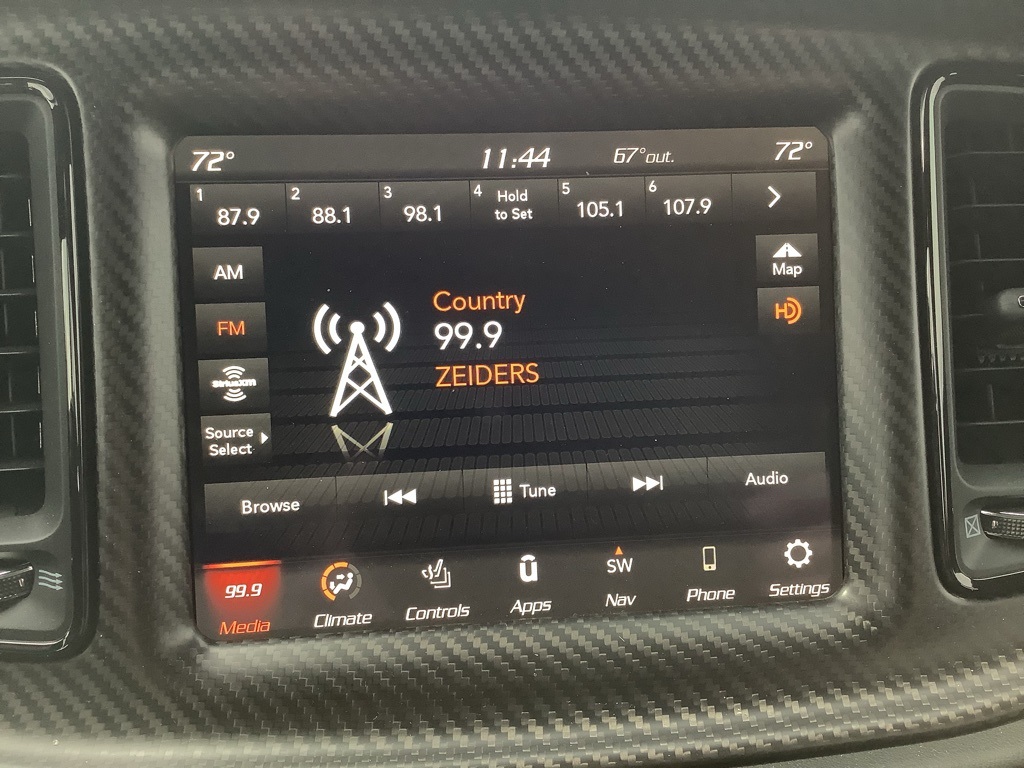 72° 11:44 67° out. 72°
1 87.9 2 88.1 3 98.1 4 Hold to Set 5 105.1 6 107.9
AM
Map
FM
HD
SiriusXM
Source
Select
Country
99.9
ZEIDERS
Browse Tune Audio
99.9 SW
Media Climate Controls Apps Nav Phone Settings